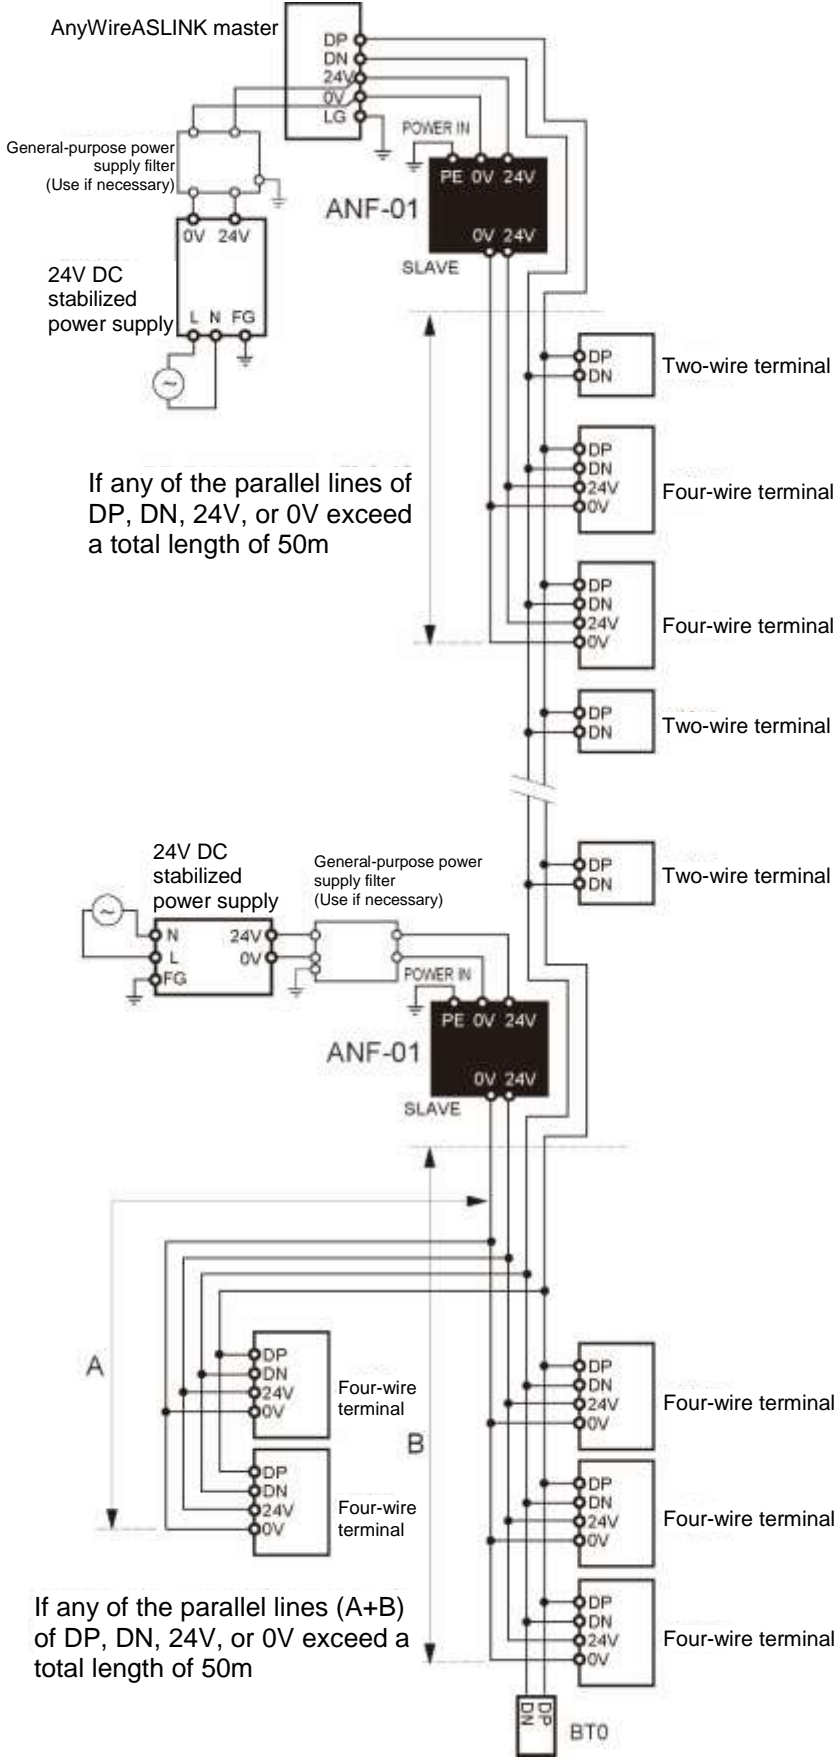 AnyWireASLINK master
DP
DN
24V
0V
LG
General-purpose power
supply filter
(Use if necessary)
POWER IN
PE 0V 24V
ANF-01
0V 24V
SLAVE
0V 24V
24V DC
stabilized
power supply
L N FG
~
DP
DN
Two-wire terminal
If any of the parallel lines of
DP, DN, 24V, or 0V exceed
a total length of 50m
DP
DN
24V
0V
Four-wire terminal
DP
DN
24V
0V
Four-wire terminal
DP
DN
Two-wire terminal
DP
DN
Two-wire terminal
24V DC
stabilized
power supply
General-purpose power
supply filter
(Use if necessary)
~
N 24V
L 0V
FG
POWER IN
PE 0V 24V
ANF-01
0V 24V
SLAVE
A
B
DP
DN
24V
0V
Four-wire
terminal
DP
DN
24V
0V
Four-wire
terminal
DP
DN
24V
0V
Four-wire terminal
DP
DN
24V
0V
Four-wire terminal
DP
DN
24V
0V
Four-wire terminal
If any of the parallel lines (A+B)
of DP, DN, 24V, or 0V exceed a
total length of 50m
DN
DP
BT0